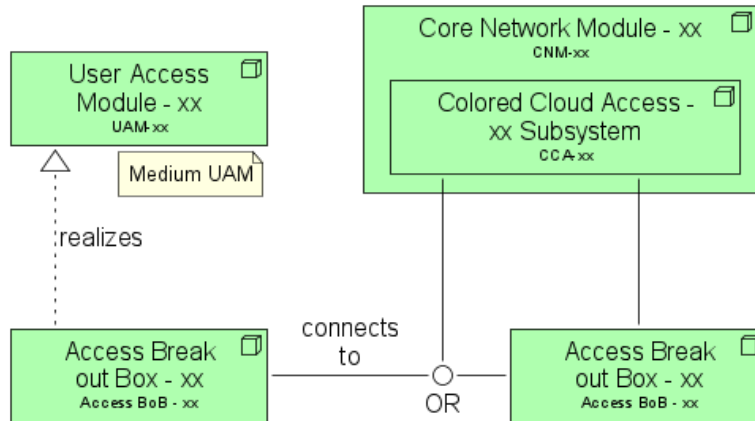 Core Network Module - xx
CNM-xx
User Access
Module - xx
UAM-xx
Colored Cloud Access -
xx Subsystem
CCA-xx
Medium UAM
realizes
connects
to
OR
Access Break
out Box - xx
Access BoB - xx
Access Break
out Box - xx
Access BoB - xx